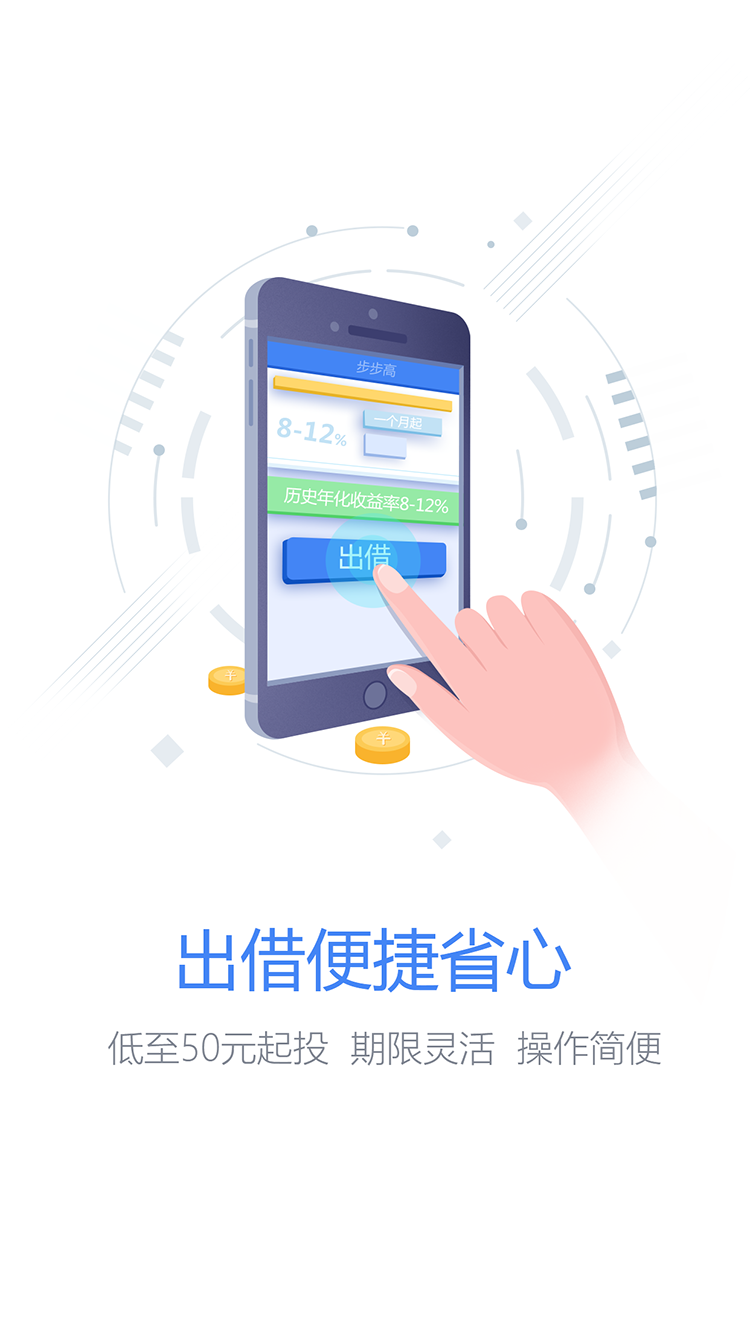 步步高
8-12%
一个月起
历史年化收益率8-12%
出借
出借便捷省心
低至50元起投 期限灵活 操作简便